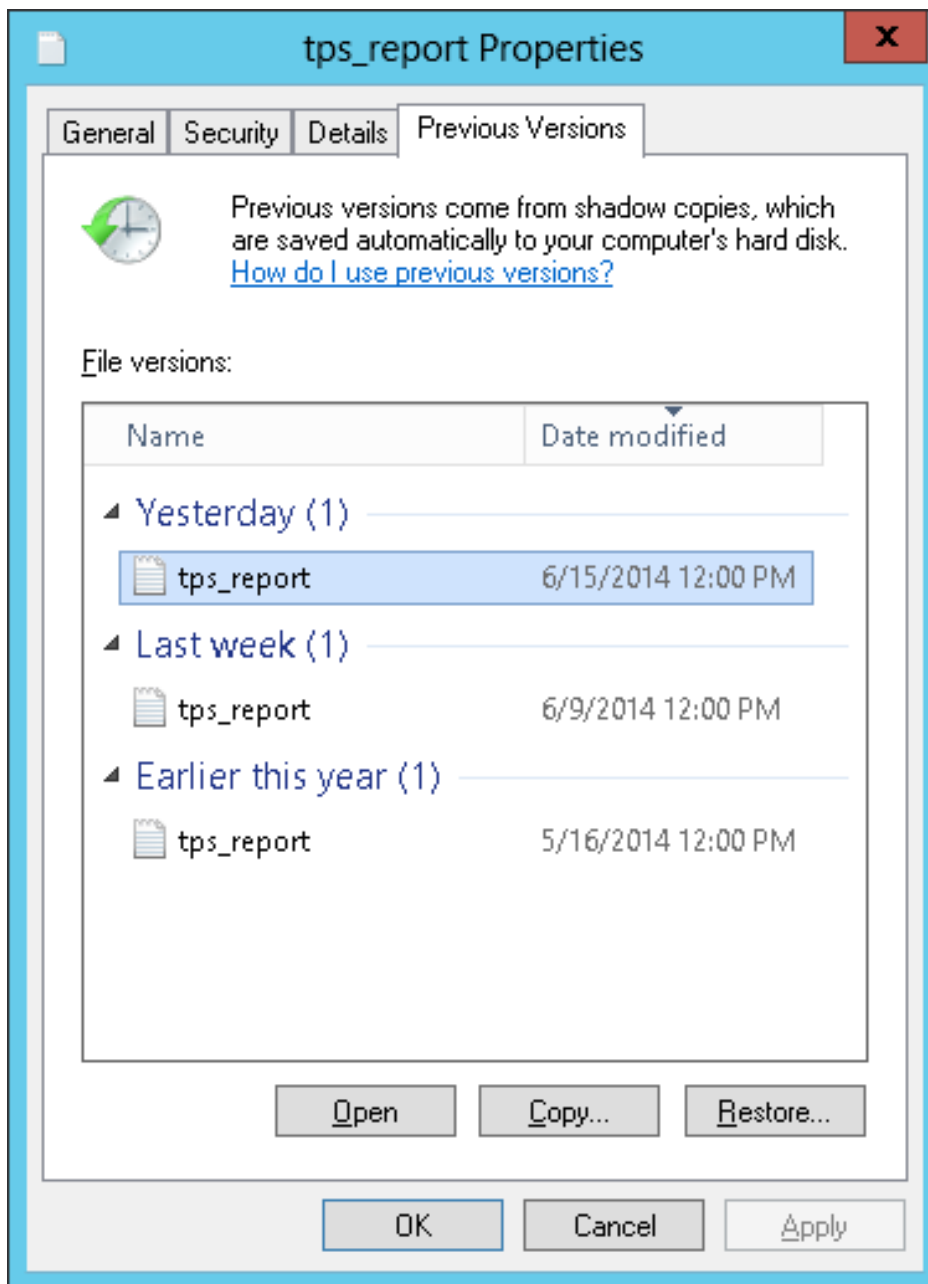 tps_report Properties
x
General Security Details Previous Versions
Previous versions come from shadow copies, which
are saved automatically to your computer's hard disk.
How do I use previous versions?
File versions:
Name Date modified
Yesterday (1)
tps_report 6/15/2014 12:00 PM
Last week (1)
tps_report 6/9/2014 12:00 PM
Earlier this year (1)
tps_report 5/16/2014 12:00 PM
Open Copy... Restore...
OK Cancel Apply